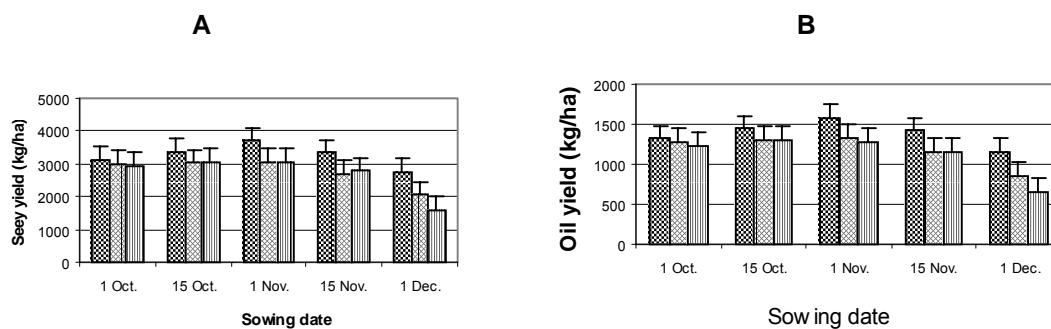 A
B
Seey yield (kg/ha)
5000
4000
3000
2000
1000
0
1 Oct.
15 Oct.
1 Nov.
15 Nov.
1 Dec.
Sowing date
Oil yield (kg/ha)
2000
1500
1000
500
0
1 Oct.
15 Oct.
1 Nov.
15 Nov.
1 Dec.
Sowing date